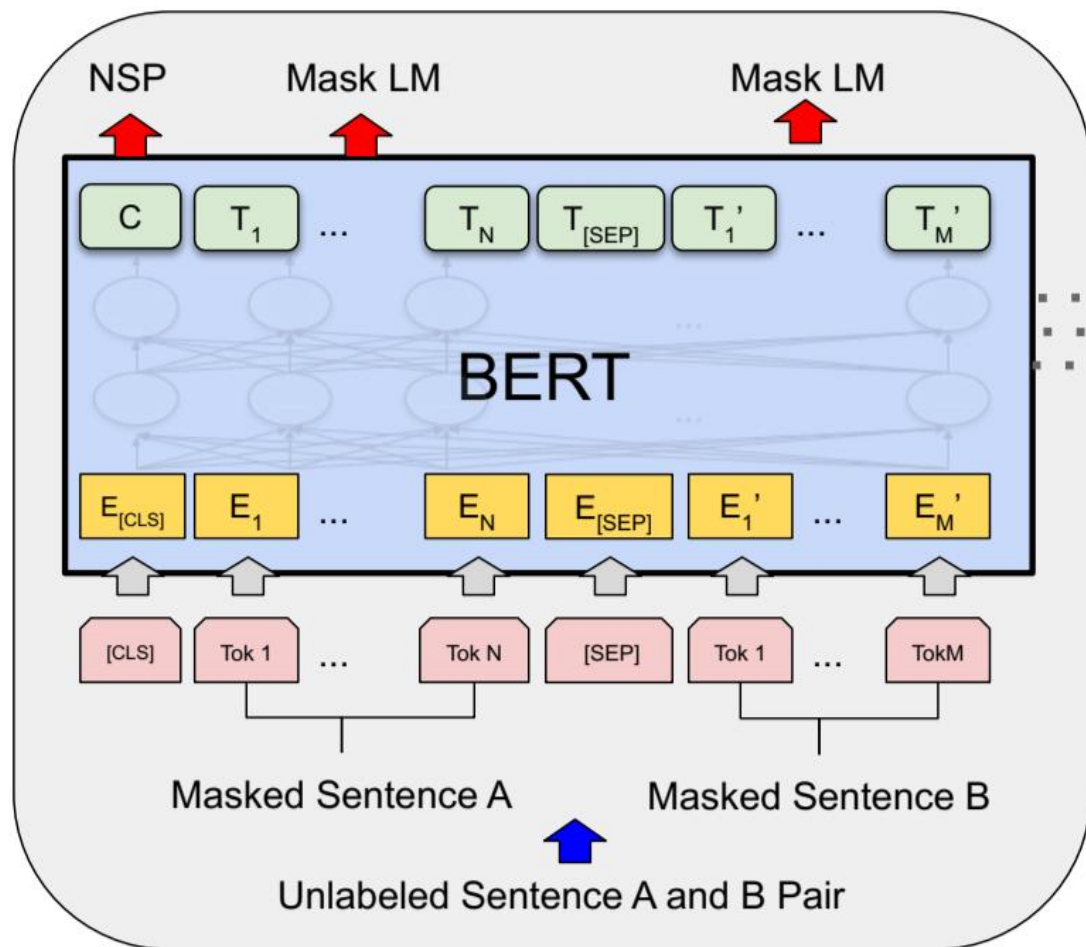 NSP Mask LM Mask LM
C T1 ... TN T[SEP] T1' ... TM'
...
BERT
...
E[CLS] E1 ... EN E[SEP] E1' ... EM'
[CLS] Tok 1 ... Tok N [SEP] Tok 1 ... TokM
Masked Sentence A Masked Sentence B
Unlabeled Sentence A and B Pair